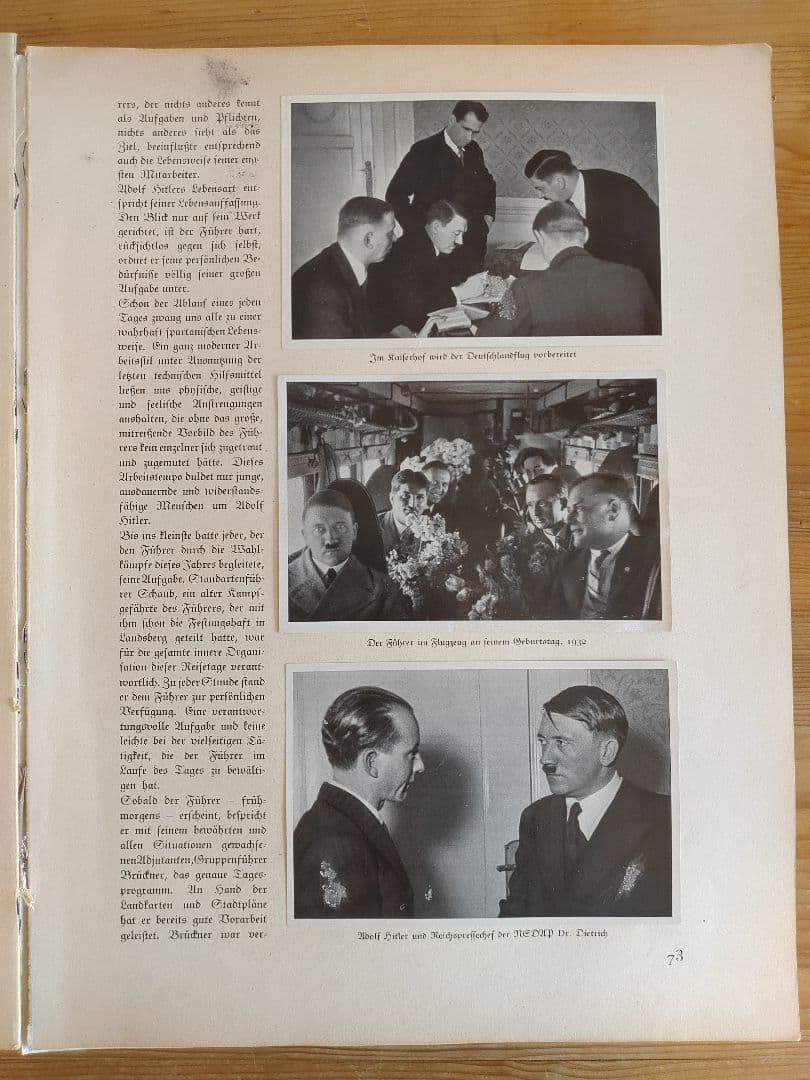 rers, der nichts anderes kennt
als Aufgaben und Pflichten,
nichts anderes sieht als das
Ziel, beeinflußte entsprechend
auch die Lebensweise seiner eng-
sten Mitarbeiter.
Adolf Hitlers Lebensart ent-
spricht seiner Lebensauffassung.
Den Blick nur auf sein Werk
gerichtet, ist der Führer hart,
rücksichtlos gegen sich selbst,
ordnet er seine persönlichen Be-
dürfnisse völlig seiner großen
Aufgabe unter.
Schon der Ablauf eines jeden
Tages zwang uns alle zu einer
wahrhaft spartanischen Lebens-
weise. Ein ganz moderner Ar-
beitsstil unter Ausnutzung der
letzten technischen Hilfsmittel
ließen uns physische, geistige
und seelische Anstrengungen
aushalten, die ohne das große,
mitreißende Vorbild des Füh-
rers kein einzelner sich zugetraut
und zugemutet hätte. Dieses
Arbeitstempo duldet nur junge,
ausdauernde und widerstands-
fähige Menschen um Adolf
Hitler.
Bis ins kleinste hatte jeder, der
den Führer durch die Wahl-
kämpfe dieses Jahres begleitete,
seine Aufgabe. Standartenfüh-
rer Schaub, ein alter Kampf-
gefährte des Führers, der mit
ihm schon die Festungshaft in
Landsberg geteilt hatte, war
für die gesamte innere Organi-
sation dieser Reisetage verant-
wortlich. Zu jeder Stunde stand
er dem Führer zur persönlichen
Verfügung. Eine verantwor-
tungsvolle Aufgabe und keine
leichte bei der vielseitigen Tä-
tigkeit, die der Führer im
Laufe des Tages zu bewälti-
gen hat.
Sobald der Führer – früh-
morgens – erscheint, bespricht
er mit seinem bewährten und
allen Situationen gewachse-
nen Adjutanten, Gruppenführer
Brückner, das genaue Tages-
programm. An Hand der
Landkarten und Stadtpläne
hat er bereits gute Vorarbeit
geleistet. Brückner war ver-
Im Kaiserhof wird der Deutschlandflug vorbereitet
Der Führer im Flugzeug an seinem Geburtstag, 1932
Adolf Hitler und Reichspressechef der NSDAP Dr. Dietrich
73